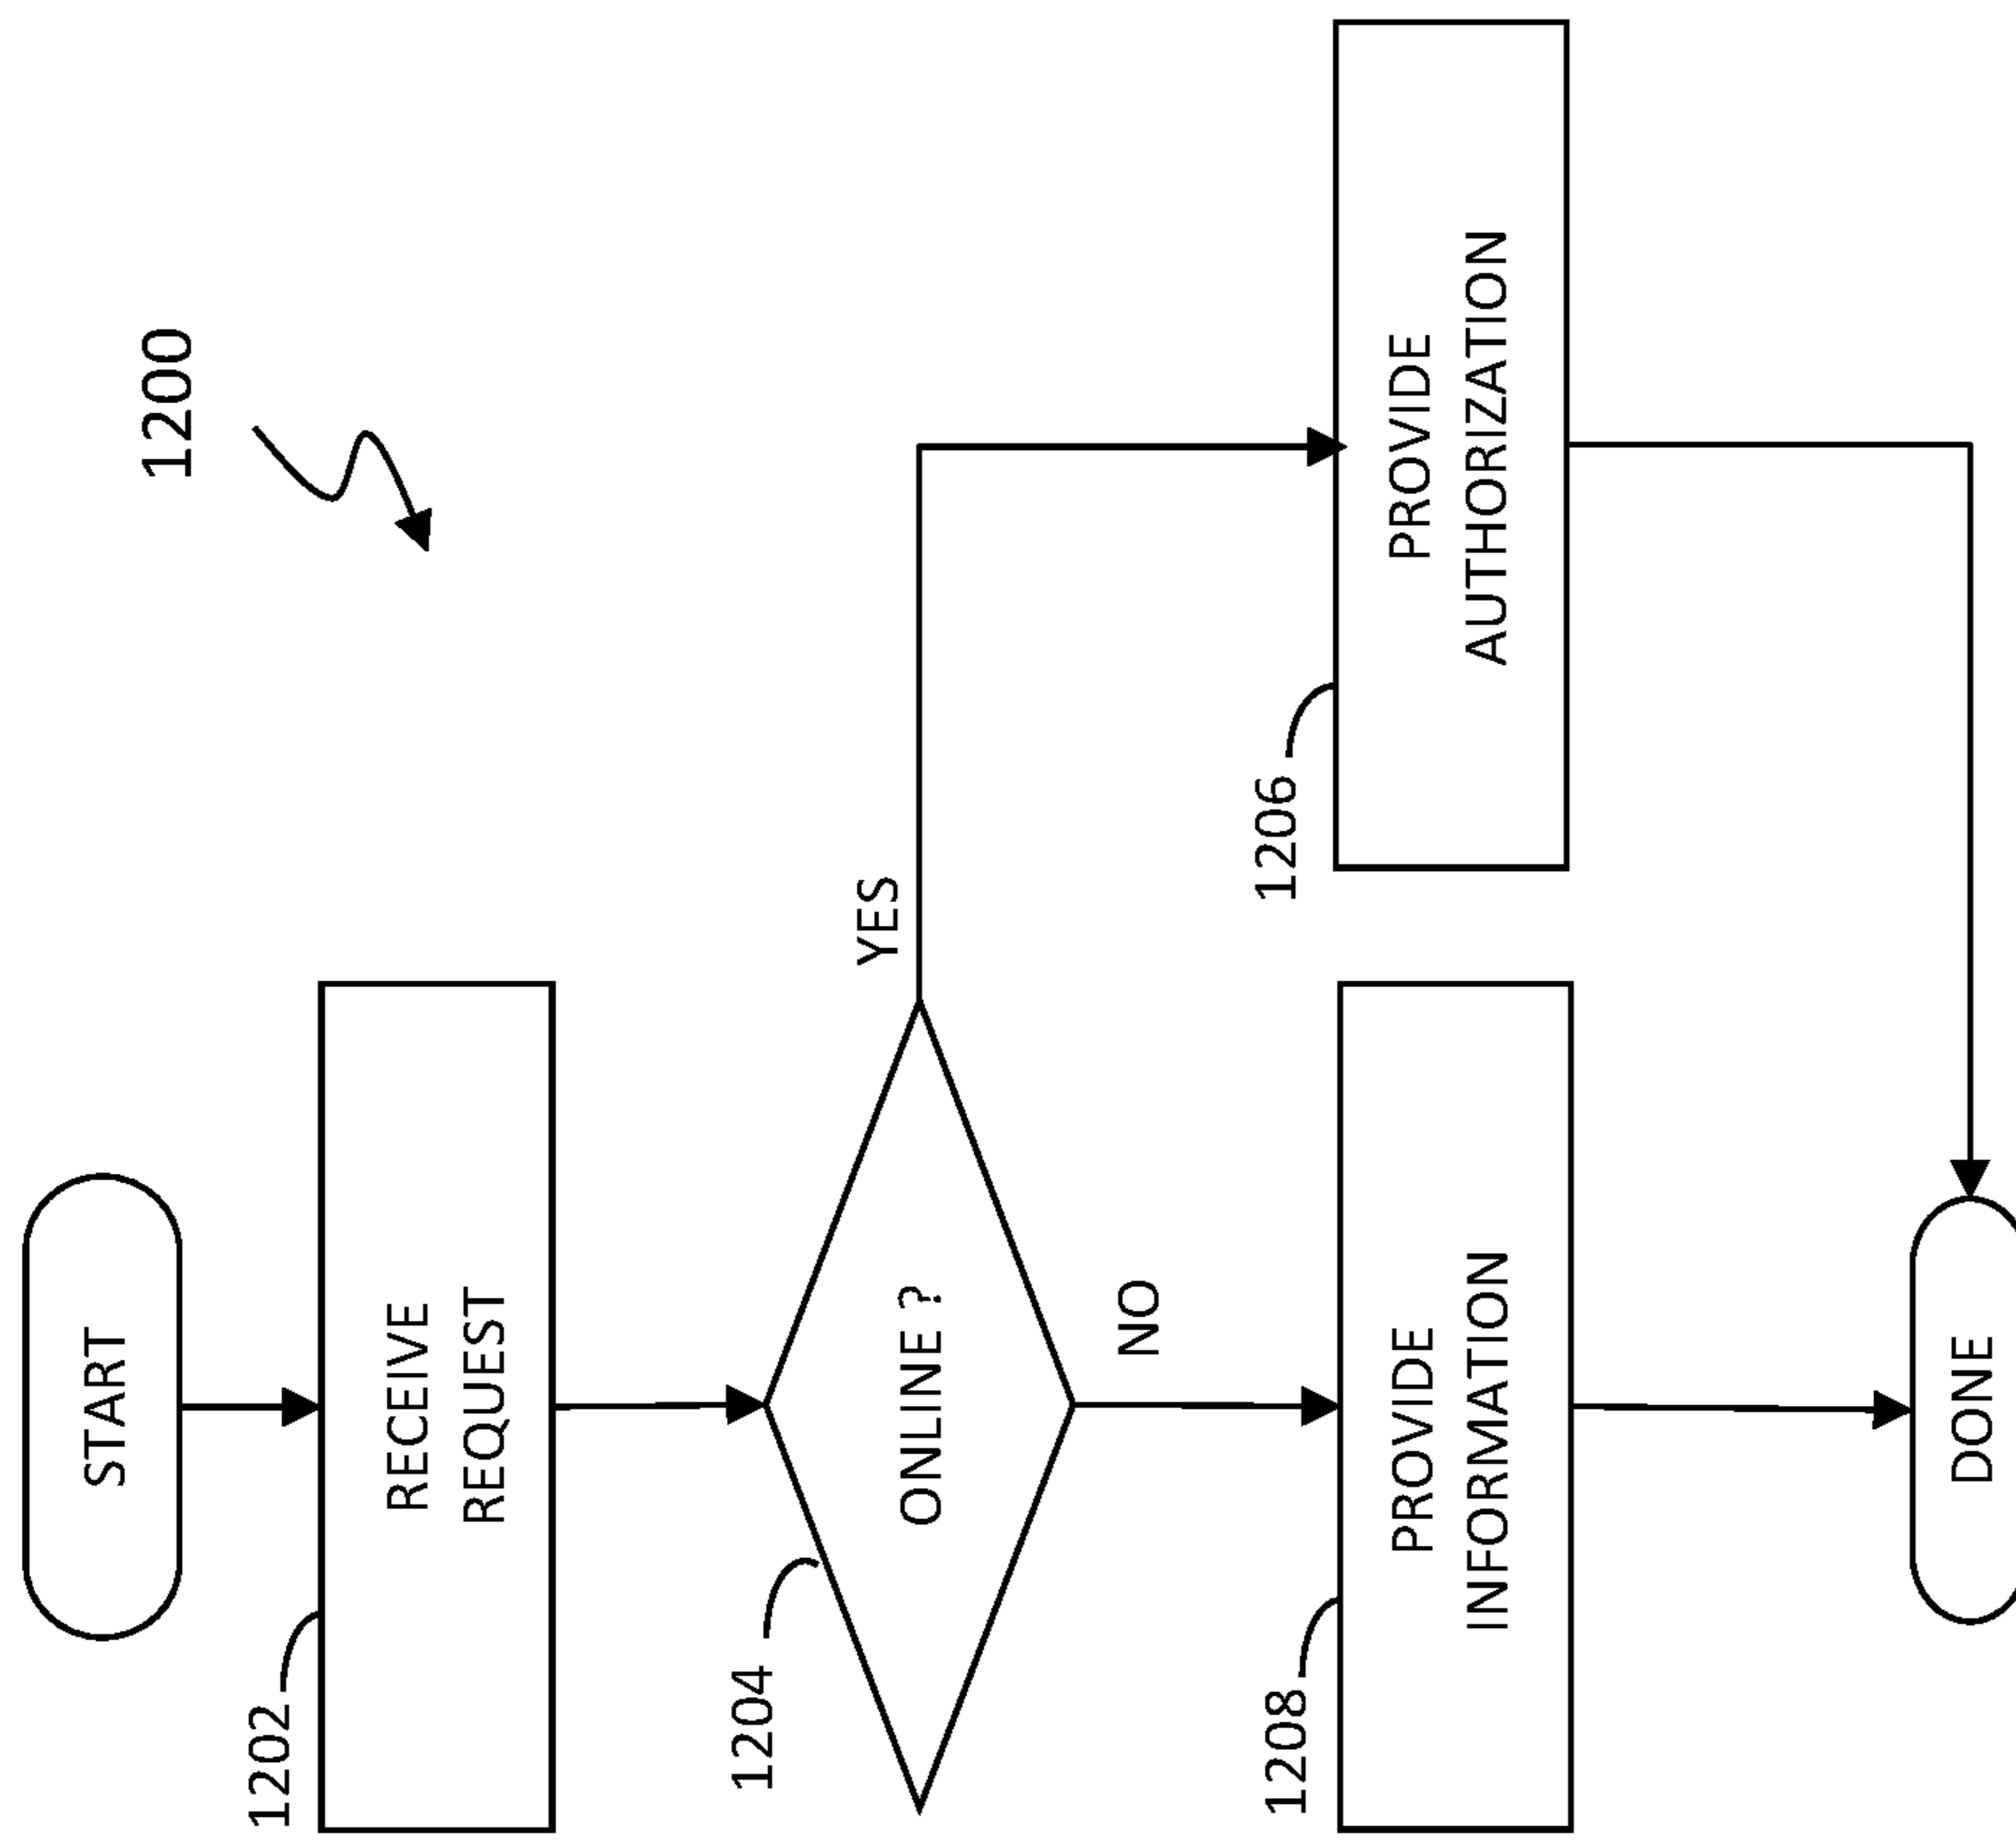 1200
START
1202
RECEIVE
REQUEST
1204
ONLINE ?
YES
NO
1208
PROVIDE
INFORMATION
1206
PROVIDE
AUTHORIZATION
DONE